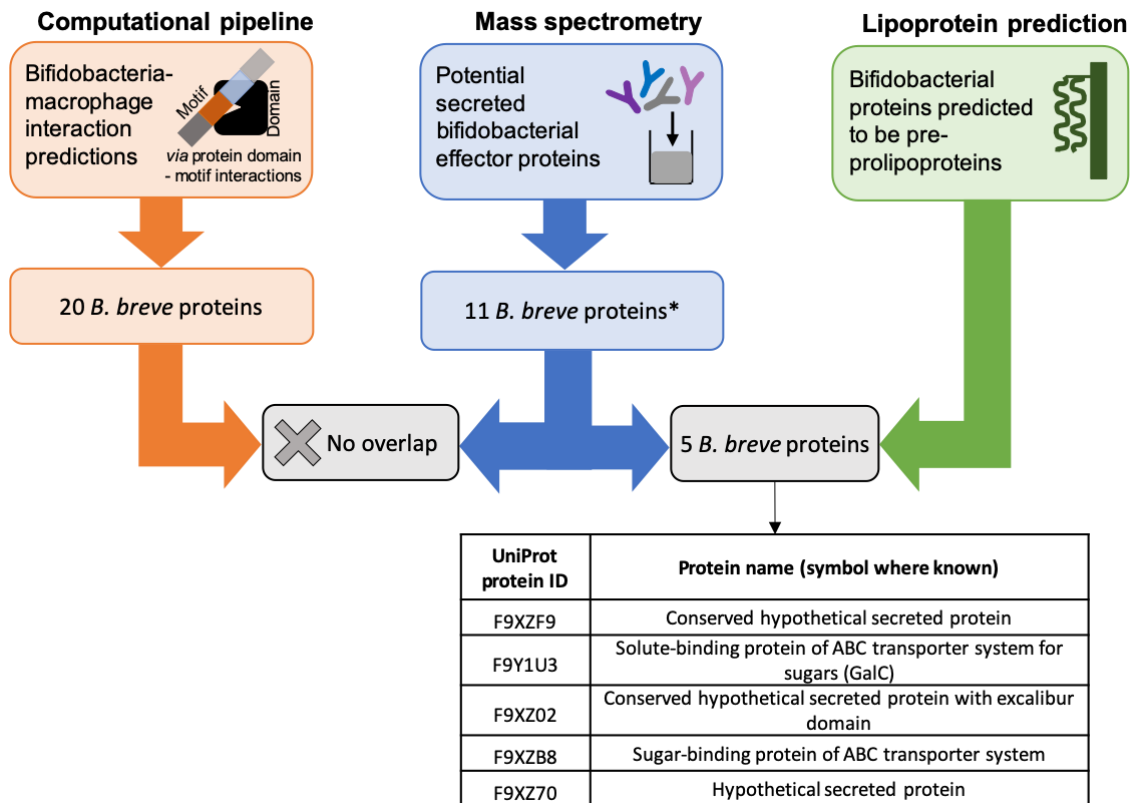 Computational pipeline
Bifidobacteria-
macrophage
interaction
predictions
Motif
Domain
via protein domain
- motif interactions
Mass spectrometry
Potential
secreted
bifidobacterial
effector proteins
Lipoprotein prediction
Bifidobacterial
proteins predicted
to be pre-
prolipoproteins
20 B. breve proteins
11 B. breve proteins*
No overlap
5 B. breve proteins
UniProt
protein ID
Protein name (symbol where known)
F9XZF9
Conserved hypothetical secreted protein
F9Y1U3
Solute-binding protein of ABC transporter system for
sugars (GalC)
F9XZ02
Conserved hypothetical secreted protein with excalibur
domain
F9XZB8
Sugar-binding protein of ABC transporter system
F9XZ70
Hypothetical secreted protein